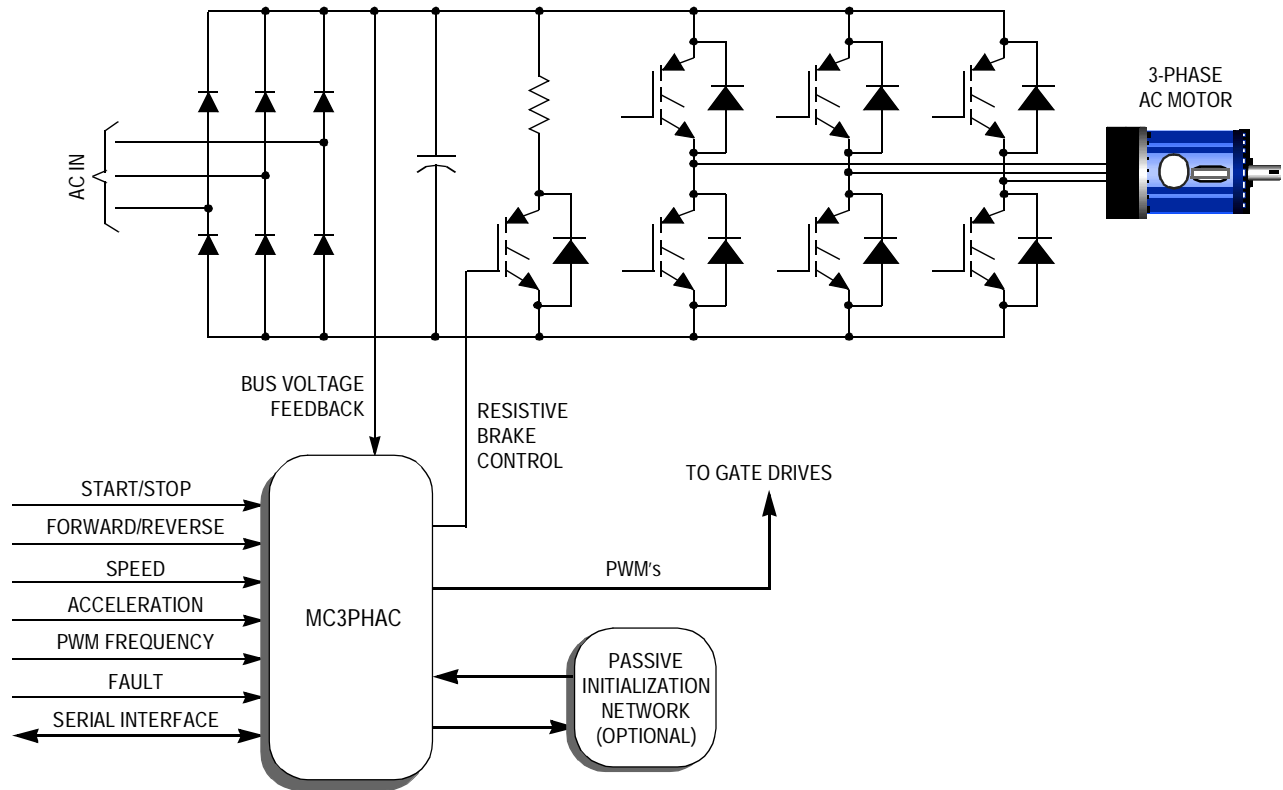 3-PHASE
AC MOTOR
AC IN
BUS VOLTAGE
FEEDBACK
RESISTIVE
BRAKE
CONTROL
TO GATE DRIVES
START/STOP
FORWARD/REVERSE
SPEED
ACCELERATION
PWM FREQUENCY
FAULT
SERIAL INTERFACE
MC3PHAC
PWM's
PASSIVE
INITIALIZATION
NETWORK
(OPTIONAL)